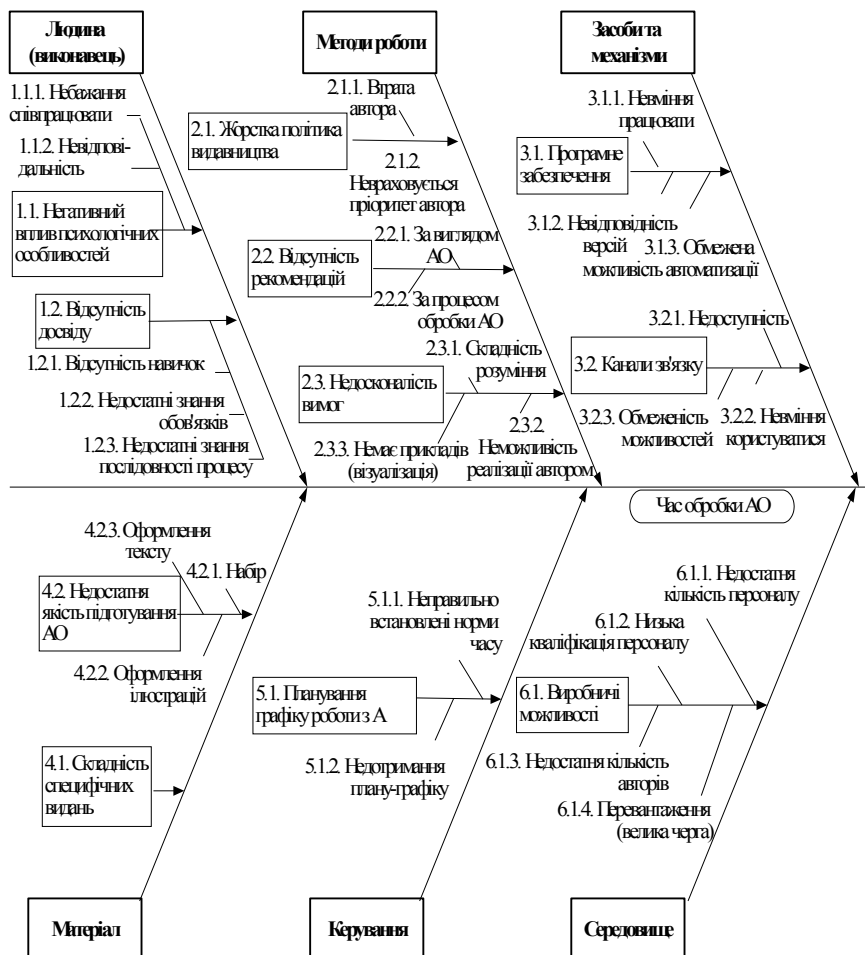 Людина
(виконавець)
Методи роботи
Засоби та
механізми
1.1.1. Небажання
співпрацювати
1.1.2. Невідпові-
дальність
1.1. Негативний
вплив психологічних
особливостей
1.2. Відсутність
досвіду
1.2.1. Відсутність навичок
1.2.2. Недостатні знання
обов'язків
1.2.3. Недостатні знання
послідовності процесу
2.1.1. Втрата
автора
2.1. Жорстка політика
видавництва
2.1.2.
Невраховується
пріоритет автора
2.2.1. За виглядом
АО
2.2. Відсутність
рекомендацій
2.2.2. За процесом
обробки АО
2.3.1. Складність
розуміння
2.3. Недосконалість
вимог
2.3.2.
Неможливість
реалізації автором
2.3.3. Немає прикладів
(візуалізація)
3.1.1. Невміння
працювати
3.1. Програмне
забезпечення
3.1.2. Невідповідність
версій
3.1.3. Обмежена
можливість автоматизації
3.2.1. Недоступність
3.2. Канали зв'язку
3.2.3. Обмеженість
можливостей
3.2.2. Невміння
користуватися
Час обробки АО
4.2.3. Оформлення
тексту
4.2.1. Набір
4.2. Недостатня
якість підготування
АО
4.2.2. Оформлення
ілюстрацій
4.1. Складність
специфічних
видань
5.1.1. Неправильно
встановлені норми
часу
5.1. Планування
графіку роботи з А
5.1.2. Недотримання
плану-графіку
6.1.1. Недостатня
кількість персоналу
6.1.2. Низька
кваліфікація персоналу
6.1. Виробничі
можливості
6.1.3. Недостатня кількість
авторів
6.1.4. Перевантаження
(велика черга)
Матеріал
Керування
Середовище